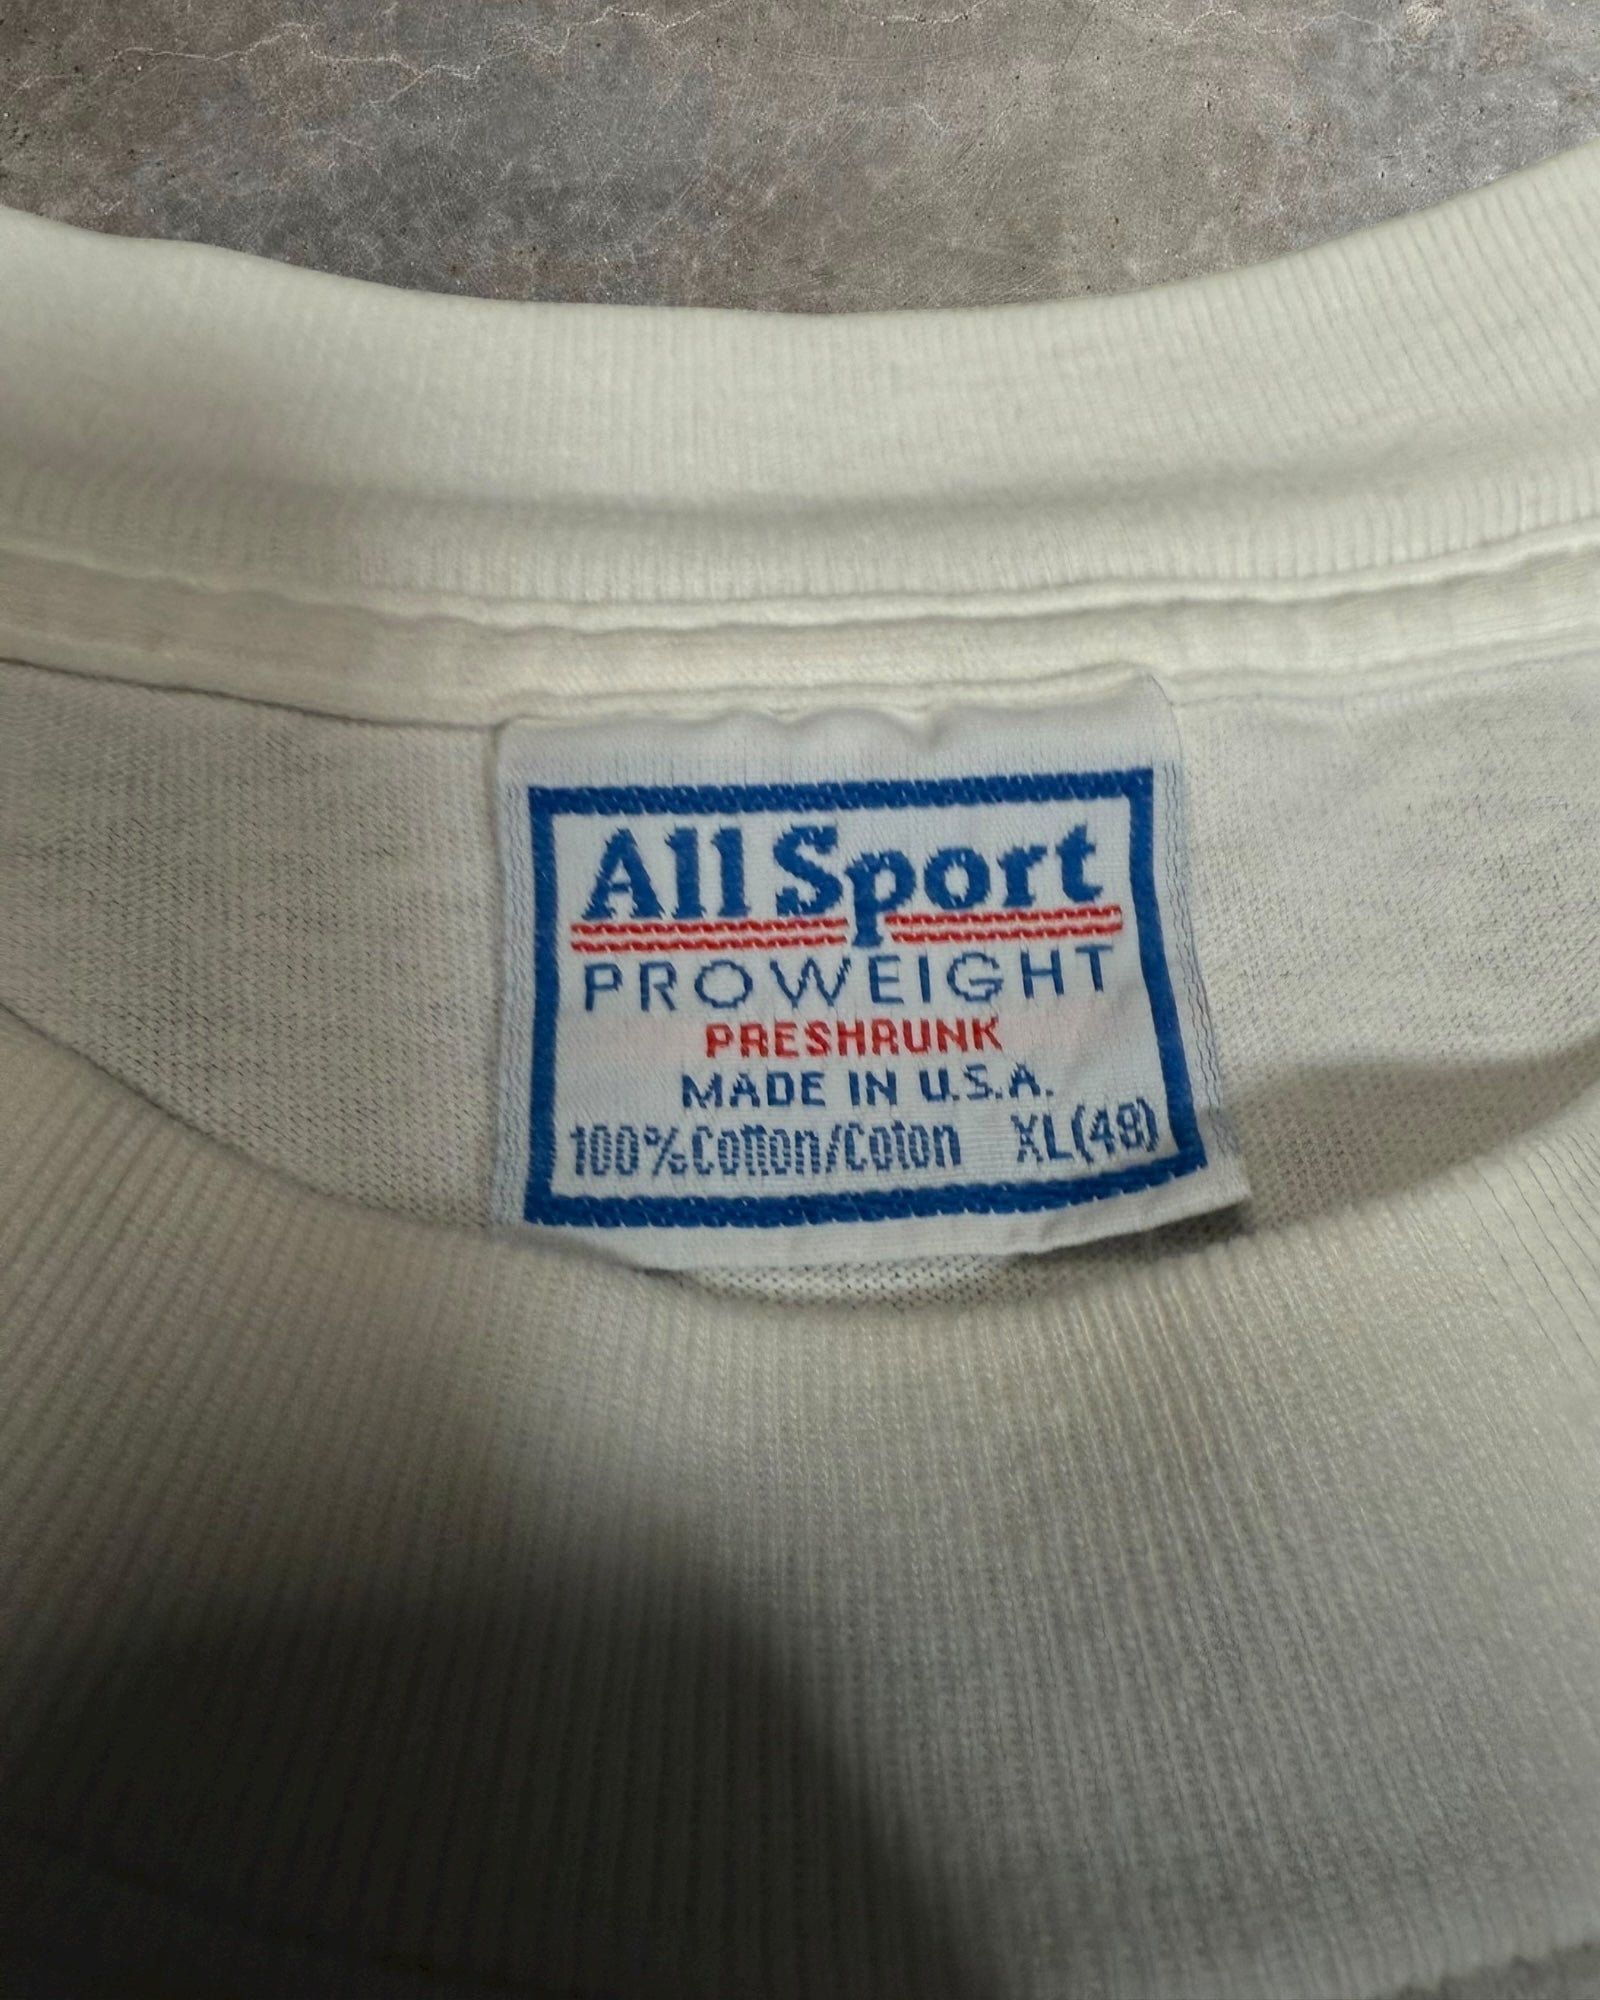 All Sport
PROWEIGHT
PRESHRUNK
MADE IN U.S.A.
100% Cotton/Coton XL(48)